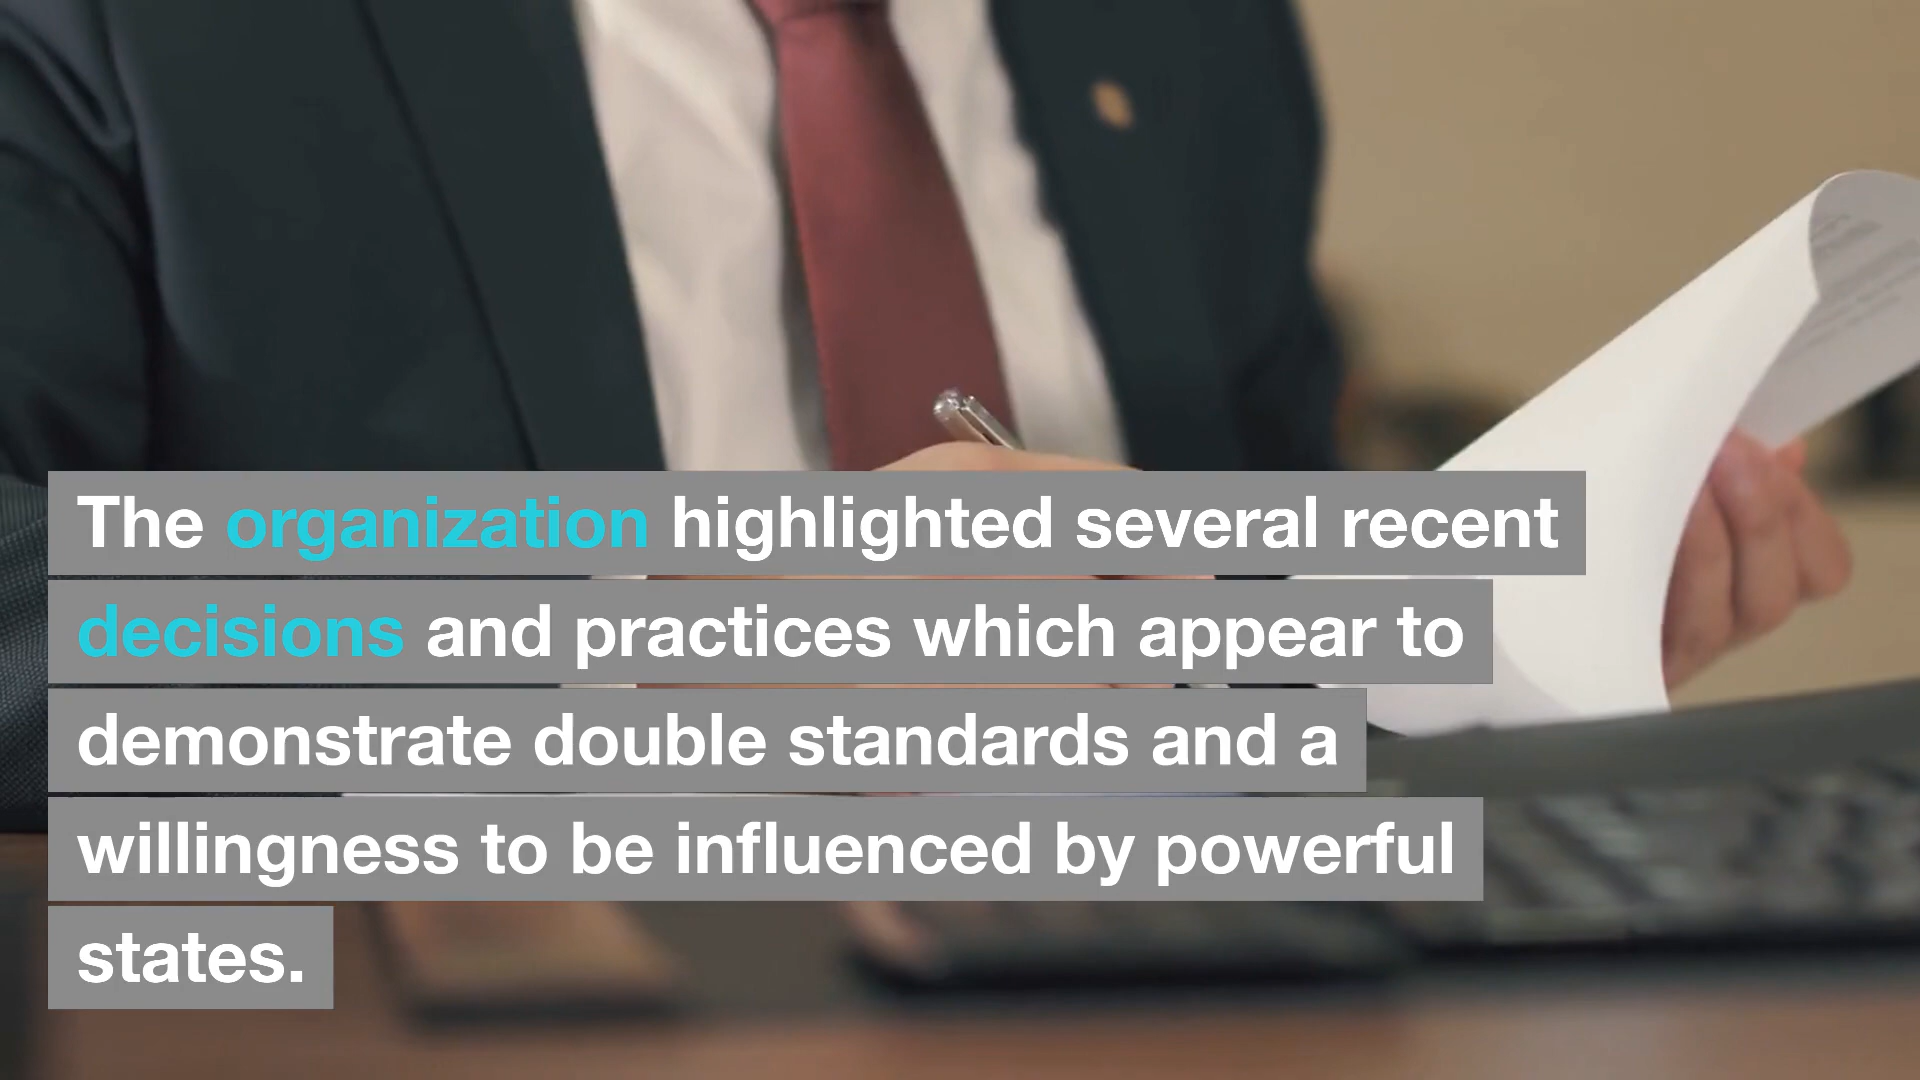 The organization highlighted several recent
decisions and practices which appear to
demonstrate double standards and a
willingness to be influenced by powerful
states.